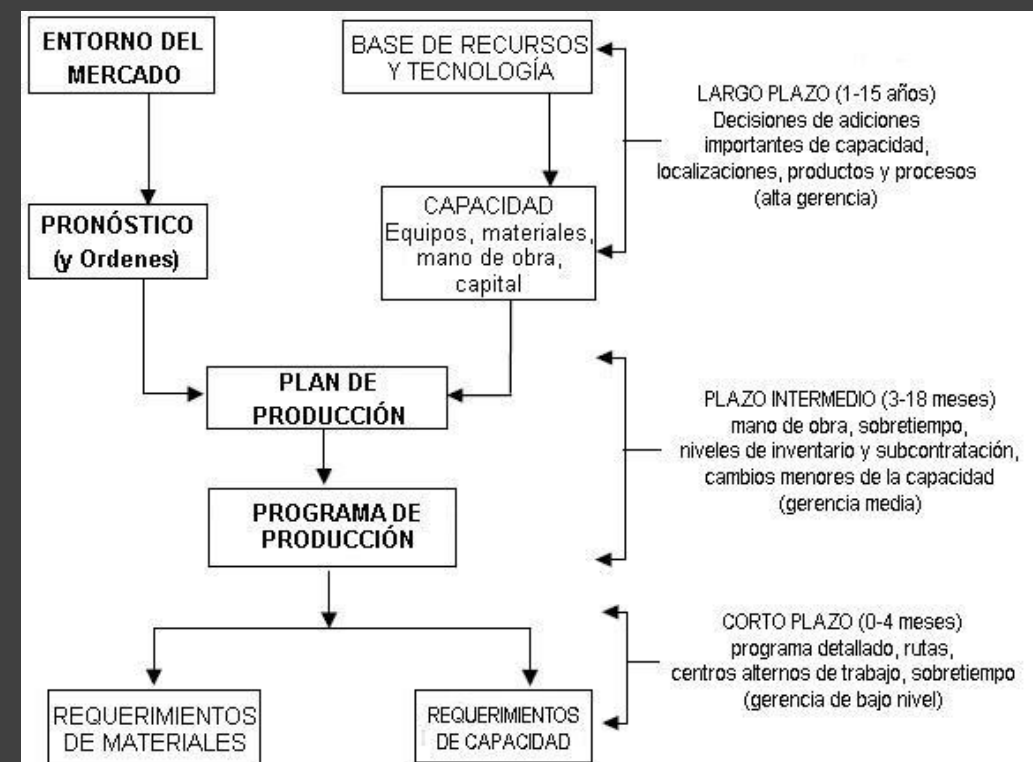 ENTORNO DEL
MERCADO
BASE DE RECURSOS
Y TECNOLOGÍA
LARGO PLAZO (1-15 años)
Decisiones de adiciones
importantes de capacidad,
localizaciones, productos y procesos
(alta gerencia)
PRONÓSTICO
(y Ordenes)
CAPACIDAD
Equipos, materiales,
mano de obra,
capital
PLAN DE
PRODUCCIÓN
PLAZO INTERMEDIO (3-18 meses)
mano de obra, sobretiempo,
niveles de inventario y subcontratación,
cambios menores de la capacidad
(gerencia media)
PROGRAMA DE
PRODUCCIÓN
CORTO PLAZO (0-4 meses)
programa detallado, rutas,
centros alternos de trabajo, sobretiempo
(gerencia de bajo nivel)
REQUERIMIENTOS
DE MATERIALES
REQUERIMIENTOS
DE CAPACIDAD